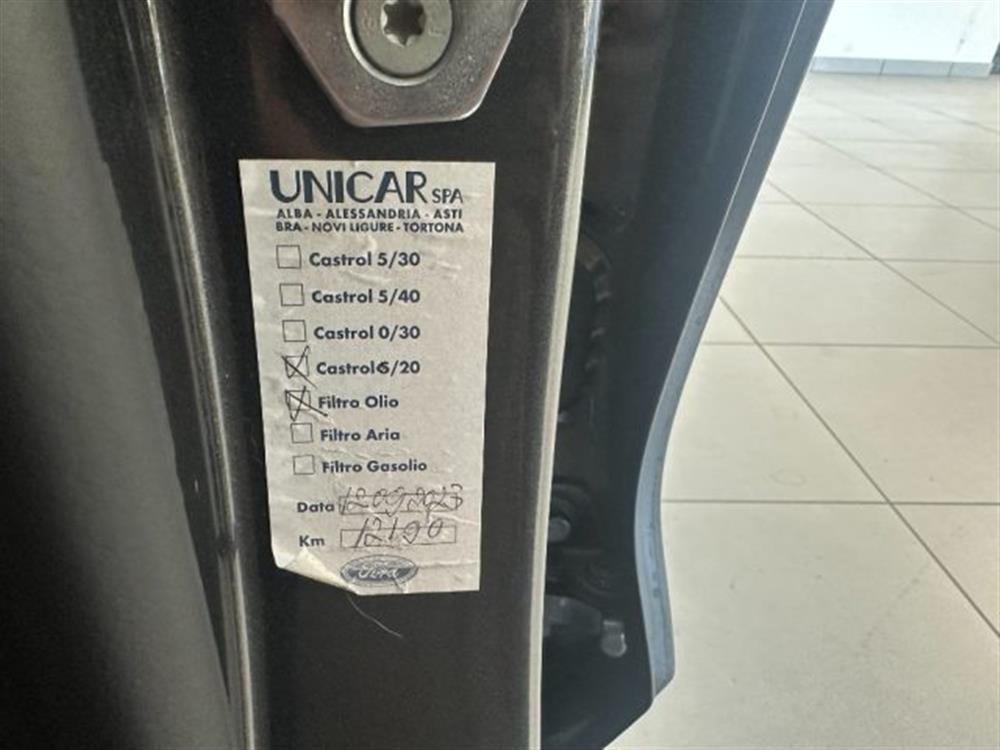 UNICAR SPA
ALBA - ALESSANDRIA - ASTI
BRA - NOVI LIGURE - TORTONA
Castrol 5/30
Castrol 5/40
Castrol 0/30
Castrol 5/20
Filtro Olio
Filtro Aria
Filtro Gasolio
Data 12092023
Km 12100
Ford